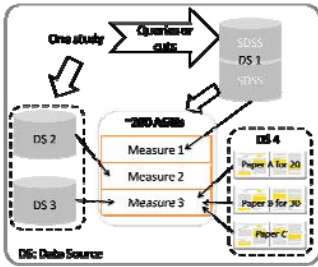 One study
Queries or
cuts
SDSS
DS 1
SDSS
DS 2
DS 3
~200 AGNs
Measure 1
Measure 2
Measure 3
DS 4
Paper A for 20
Paper B for 30
Paper C
DS: Data Source